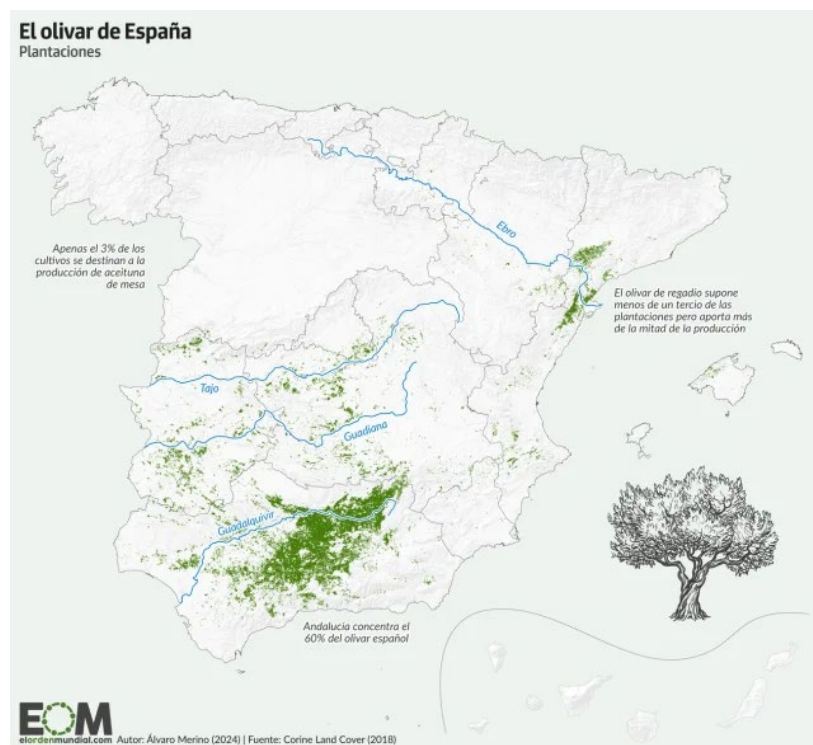 El olivar de España
Plantaciones
Ebro
Apenas el 3% de los
cultivos se destinan a la
producción de aceituna
de mesa
El olivar de regadío supone
menos de un tercio de las
plantaciones pero aporta más
de la mitad de la producción
Tajo
Guadiana
Guadalquivir
Andalucía concentra el
60% del olivar español
EOM
elordenmundial.com Autor: Álvaro Merino (2024) | Fuente: Corine Land Cover (2018)